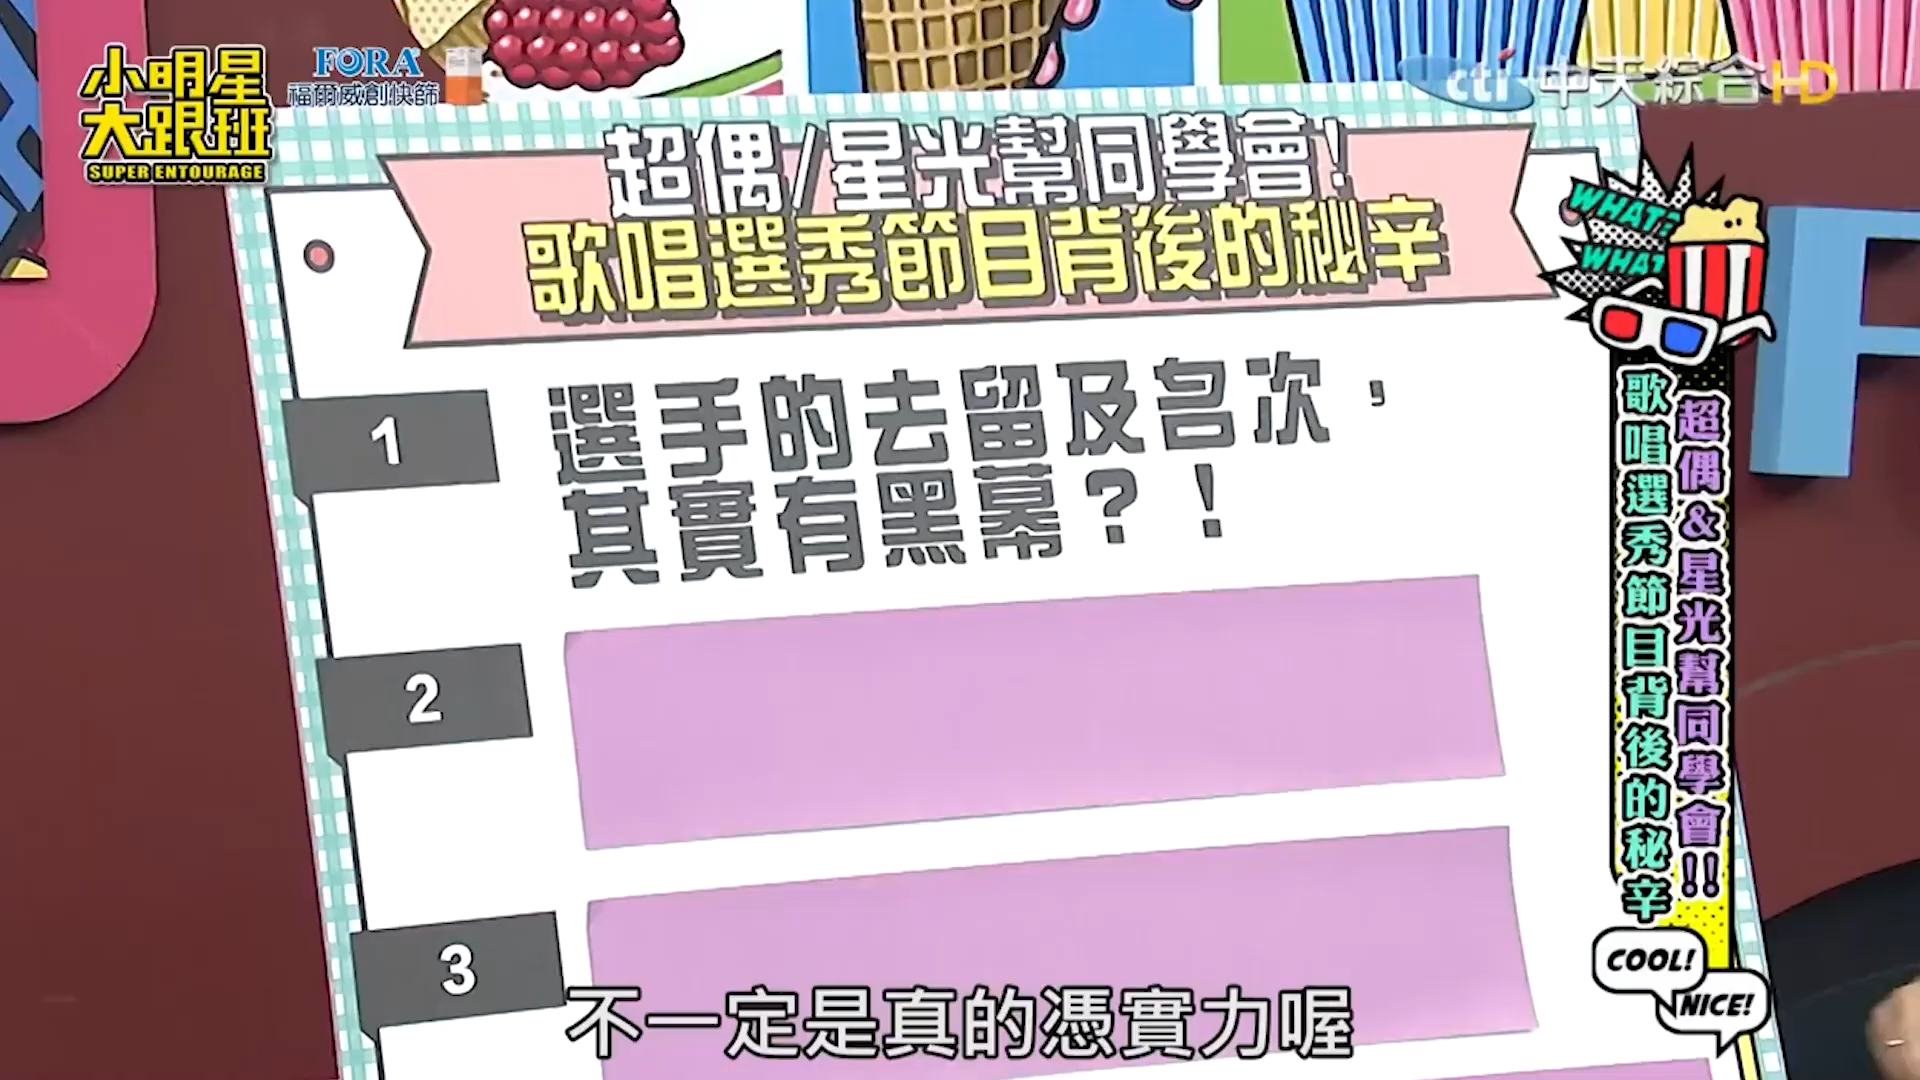 小明星
大跟班
SUPER ENTOURAGE
FORA
福爾威創快篩
cti 中天綜合HD
超偶/星光幫同學會!
歌唱選秀節目背後的秘辛
1
選手的去留及名次，
其實有黑幕？！
2
3
WHAT?
WHAT
超偶&星光幫同學會!!
歌唱選秀節目背後的秘辛
COOL!
NICE!
不一定是真的憑實力喔